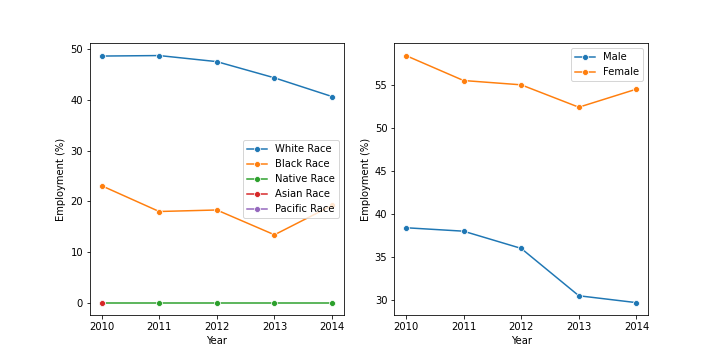 50
40
30
20
10
0
Employment (%)
2010 2011 2012 2013 2014
Year
White Race
Black Race
Native Race
Asian Race
Pacific Race
55
50
45
40
35
30
Employment (%)
2010 2011 2012 2013 2014
Year
Male
Female